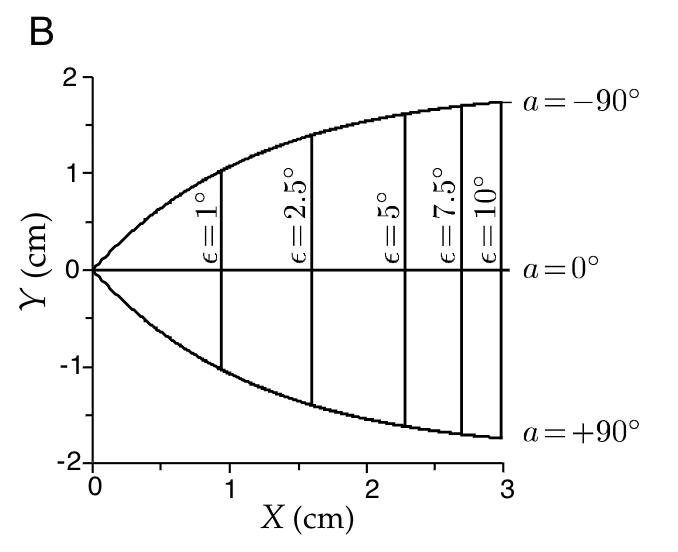 B
2
1
0
-1
-2
Y (cm)
ϵ = 1°
ϵ = 2.5°
ϵ = 5°
ϵ = 7.5°
ϵ = 10°
a = −90°
a = 0°
a = +90°
0 1 2 3
X (cm)